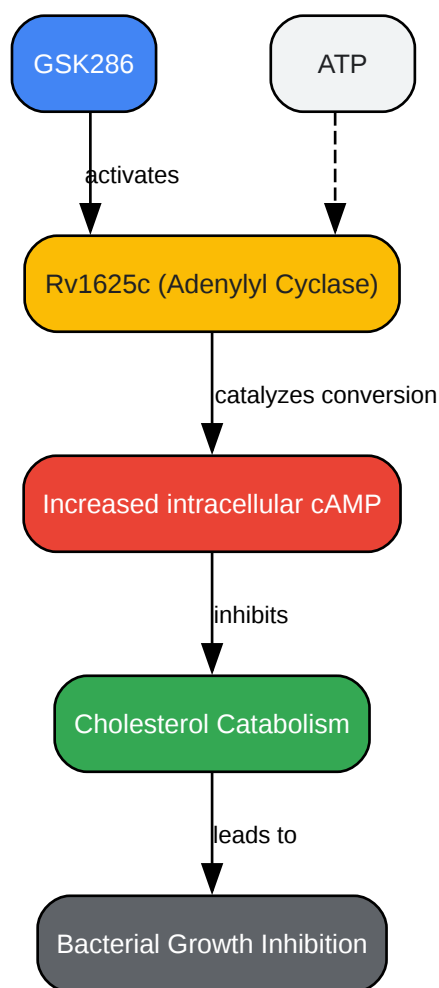 GSK286
ATP
activates
Rv1625c (Adenylyl Cyclase)
catalyzes conversion
Increased intracellular cAMP
inhibits
Cholesterol Catabolism
leads to
Bacterial Growth Inhibition